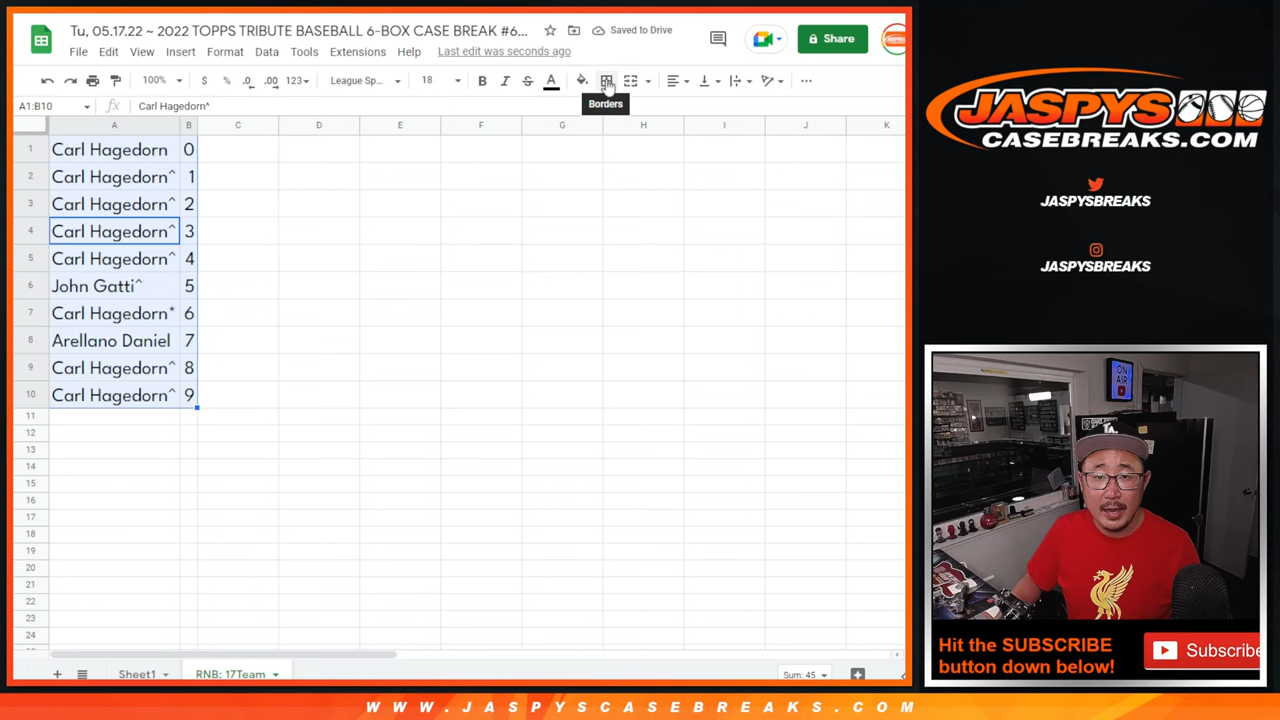 Tu, 05.17.22 ~ 2022 TOPPS TRIBUTE BASEBALL 6-BOX CASE BREAK #6...
Saved to Drive
Share
File Edit View Insert Format Data Tools Extensions Help Last edit was seconds ago
100% $ % .0 .00 123 League Sp... 18 B I S A
Borders
A1:B10 fx Carl Hagedorn^
A B C D E F G H I J K
1 Carl Hagedorn 0
2 Carl Hagedorn^ 1
3 Carl Hagedorn^ 2
4 Carl Hagedorn^ 3
5 Carl Hagedorn^ 4
6 John Gatti^ 5
7 Carl Hagedorn* 6
8 Arellano Daniel 7
9 Carl Hagedorn^ 8
10 Carl Hagedorn^ 9
11
12
13
14
15
16
17
18
19
20
21
22
23
24
+ Sheet1 RNB: 17Team Sum: 45
JASPYS
CASEBREAKS.COM
JASPYSBREAKS
JASPYSBREAKS
ON
AIR
JA
Hit the SUBSCRIBE
button down below!
Subscribe
WWW.JASPYSCASEBREAKS.COM